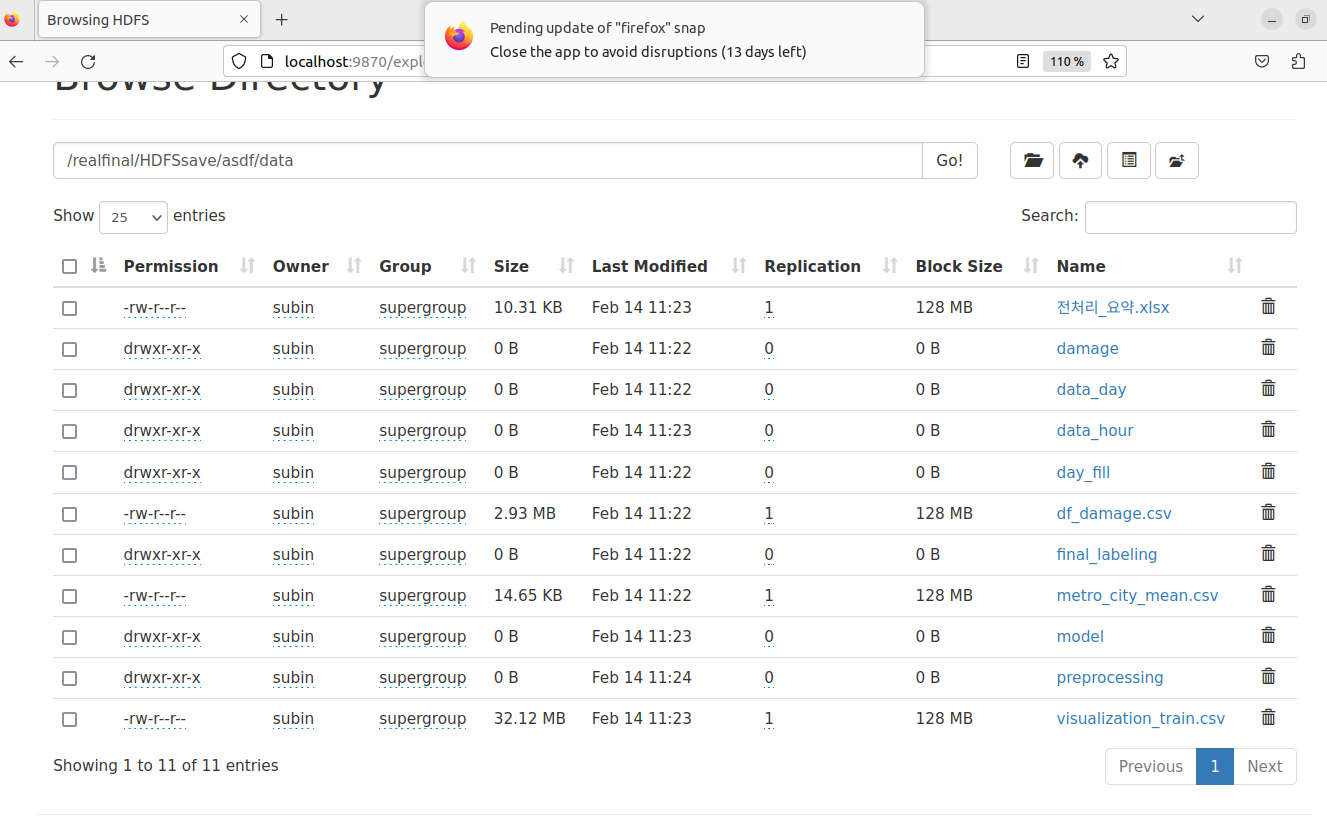 Browsing HDFS
Pending update of "firefox" snap
Close the app to avoid disruptions (13 days left)
localhost:9870/expl
110 %
Browse Directory
/realfinal/HDFSsave/asdf/data Go!
Show 25 entries Search:
Permission Owner Group Size Last Modified Replication Block Size Name
-rw-r--r-- subin supergroup 10.31 KB Feb 14 11:23 1 128 MB 전처리_요약.xlsx
drwxr-xr-x subin supergroup 0 B Feb 14 11:22 0 0 B damage
drwxr-xr-x subin supergroup 0 B Feb 14 11:22 0 0 B data_day
drwxr-xr-x subin supergroup 0 B Feb 14 11:23 0 0 B data_hour
drwxr-xr-x subin supergroup 0 B Feb 14 11:22 0 0 B day_fill
-rw-r--r-- subin supergroup 2.93 MB Feb 14 11:22 1 128 MB df_damage.csv
drwxr-xr-x subin supergroup 0 B Feb 14 11:22 0 0 B final_labeling
-rw-r--r-- subin supergroup 14.65 KB Feb 14 11:22 1 128 MB metro_city_mean.csv
drwxr-xr-x subin supergroup 0 B Feb 14 11:23 0 0 B model
drwxr-xr-x subin supergroup 0 B Feb 14 11:24 0 0 B preprocessing
-rw-r--r-- subin supergroup 32.12 MB Feb 14 11:23 1 128 MB visualization_train.csv
Showing 1 to 11 of 11 entries Previous 1 Next